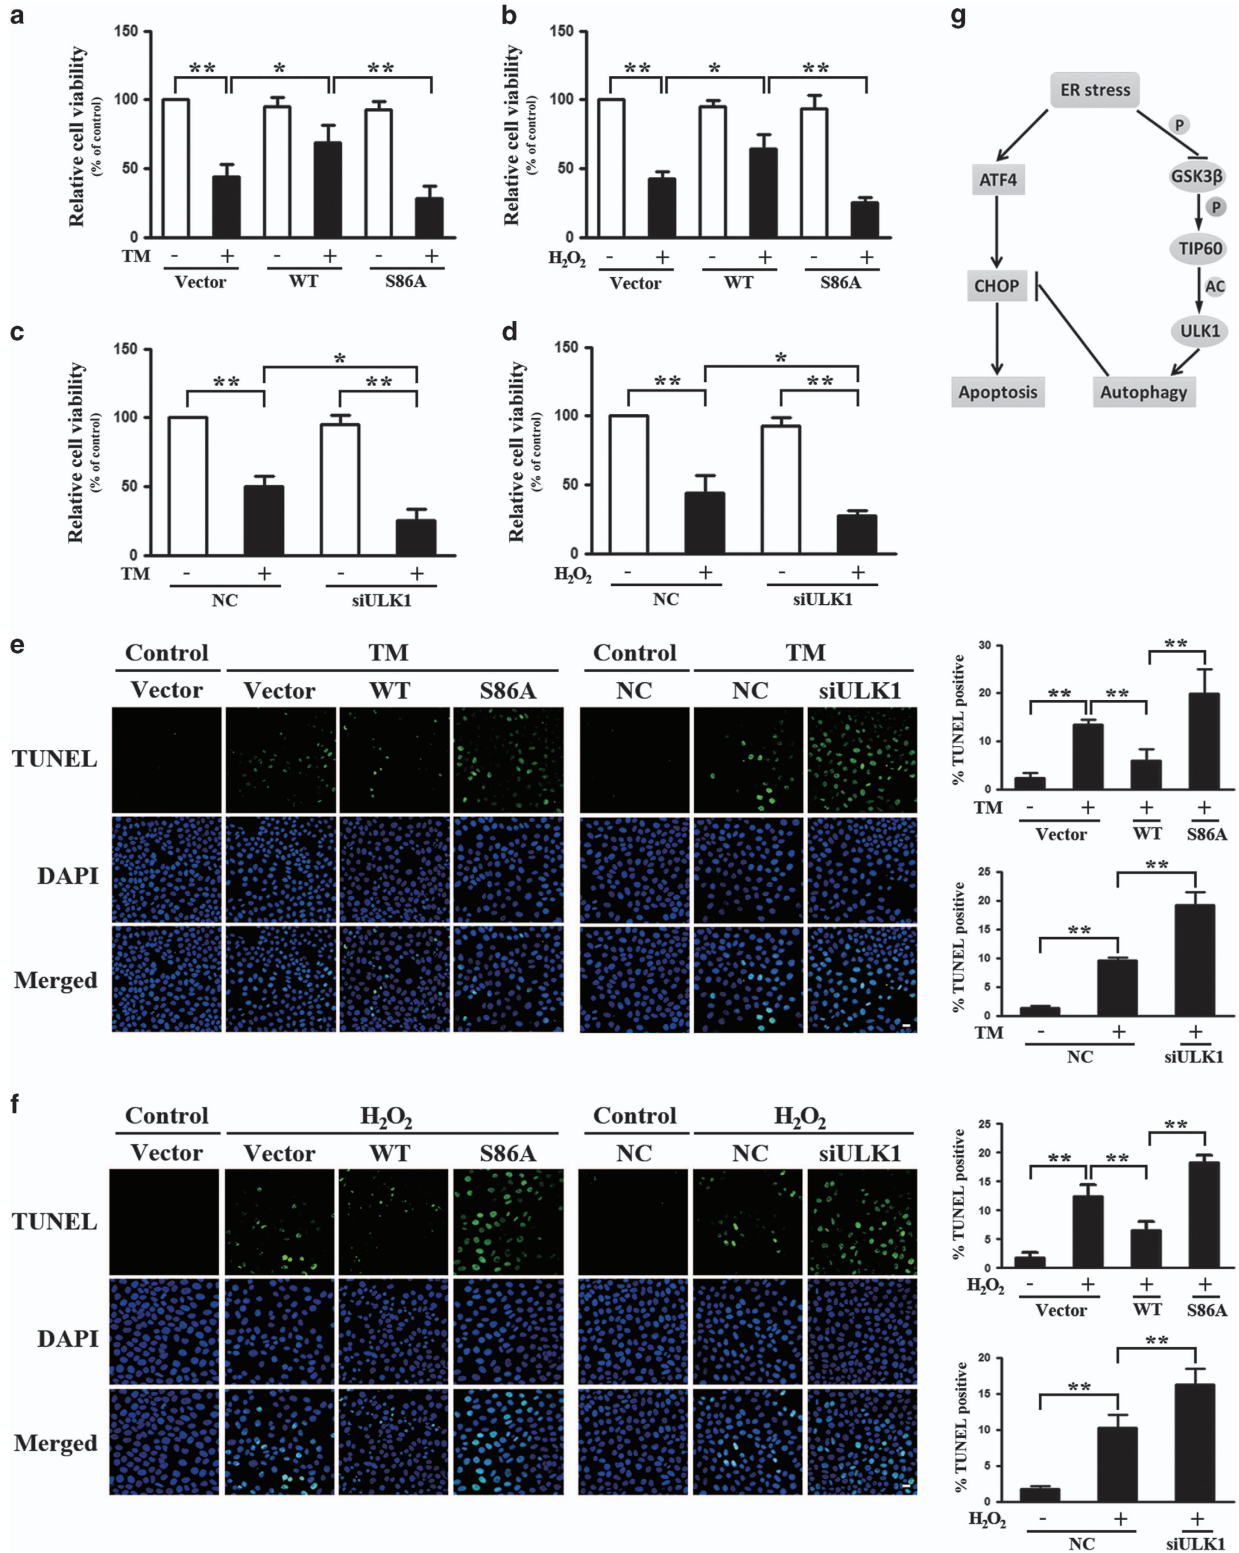 a
Relative cell viability
(% of control)
150
100
50
0
** * **
TM - + - + - +
Vector WT S86A
b
Relative cell viability
(% of control)
150
100
50
0
** * **
H₂O₂ - + - + - +
Vector WT S86A
c
Relative cell viability
(% of control)
150
100
50
0
*
** **
TM - + - +
NC siULK1
d
Relative cell viability
(% of control)
150
100
50
0
*
** **
H₂O₂ - + - +
NC siULK1
g
ER stress
P
ATF4 GSK3β
P
TIP60
CHOP AC
ULK1
Apoptosis Autophagy
e
Control TM Control TM
Vector Vector WT S86A NC NC siULK1
TUNEL
DAPI
Merged
% TUNEL positive
30
20
10
0
** ** **
TM - + + +
Vector WT S86A
% TUNEL positive
25
20
15
10
5
0
** **
TM - + +
NC siULK1
f
Control H₂O₂ Control H₂O₂
Vector Vector WT S86A NC NC siULK1
TUNEL
DAPI
Merged
% TUNEL positive
25
20
15
10
5
0
** ** **
H₂O₂ - + + +
Vector WT S86A
% TUNEL positive
20
15
10
5
0
** **
H₂O₂ - + +
NC siULK1